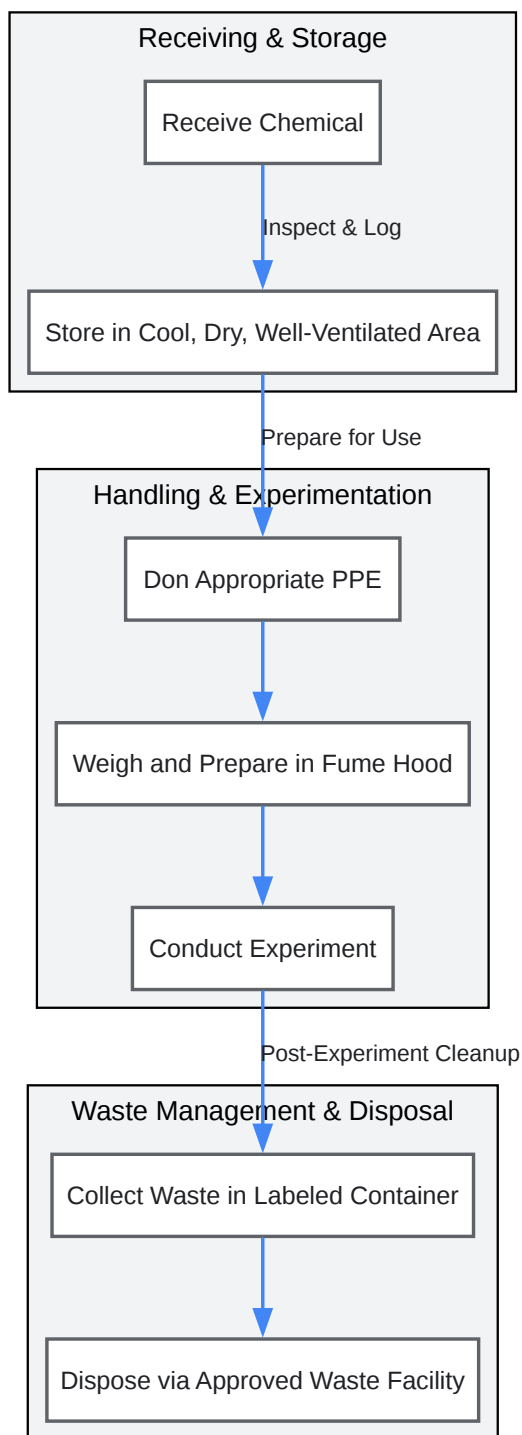 Receiving & Storage
Receive Chemical
Inspect & Log
Store in Cool, Dry, Well-Ventilated Area
Prepare for Use
Handling & Experimentation
Don Appropriate PPE
Weigh and Prepare in Fume Hood
Conduct Experiment
Post-Experiment Cleanup
Waste Management & Disposal
Collect Waste in Labeled Container
Dispose via Approved Waste Facility